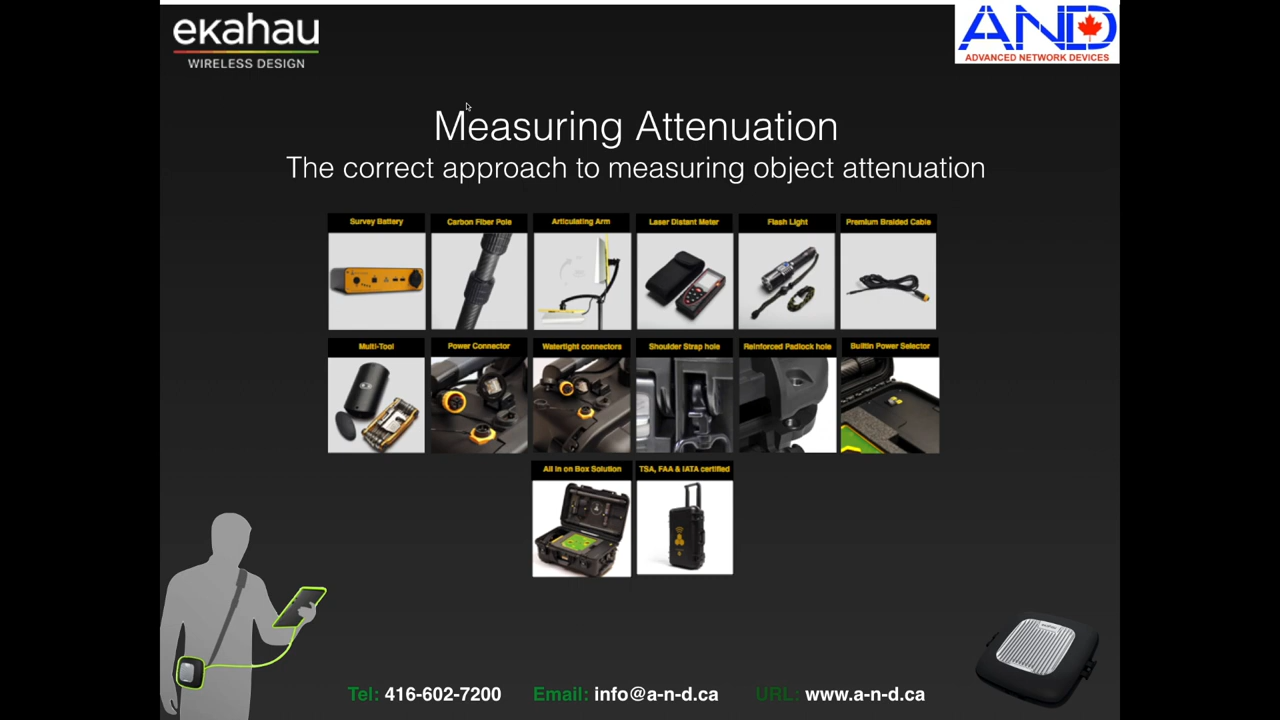 ekahau
WIRELESS DESIGN
AND
ADVANCED NETWORK DEVICES
Measuring Attenuation
The correct approach to measuring object attenuation
Survey Battery
Carbon Fiber Pole
Articulating Arm
Laser Distant Meter
Flash Light
Premium Braided Cable
Multi-Tool
Power Connector
Watertight connectors
Shoulder Strap hole
Reinforced Padlock hole
Builtin Power Selector
All in on Box Solution
TSA, FAA & IATA certified
Tel: 416-602-7200 Email: info@a-n-d.ca URL: www.a-n-d.ca